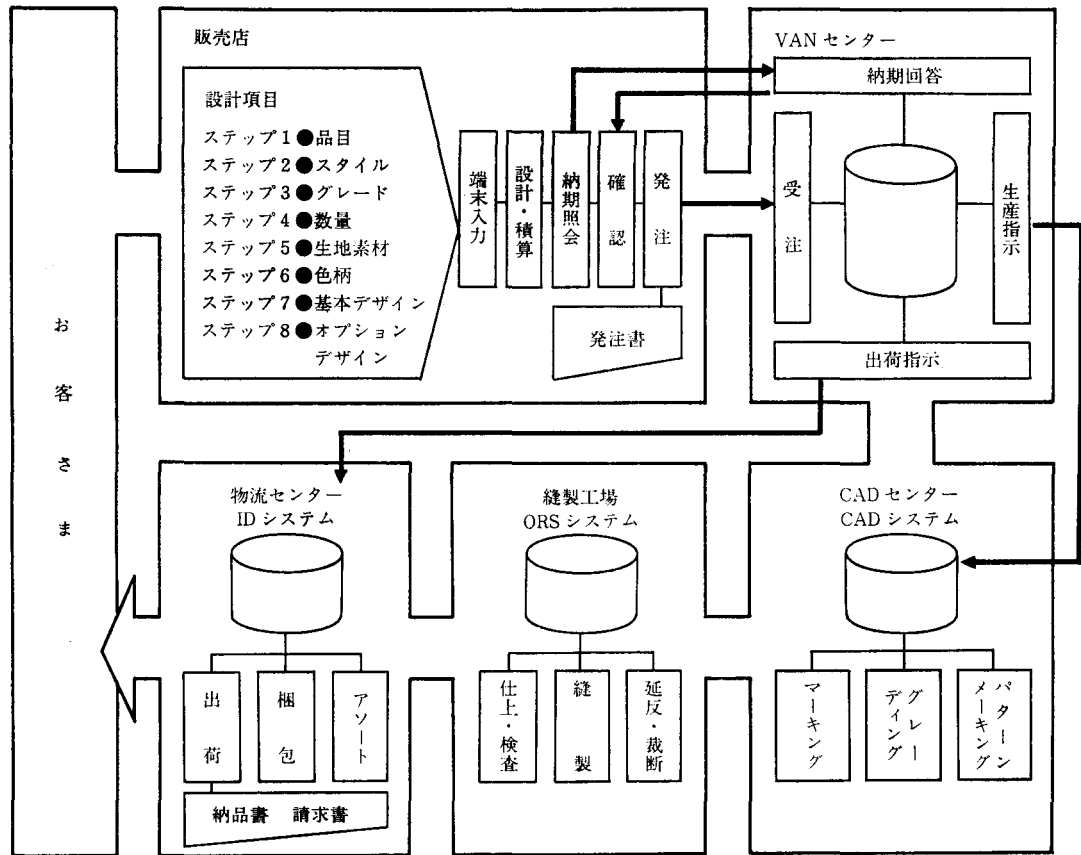 販売店
設計項目
ステップ1●品目
ステップ2●スタイル
ステップ3●グレード
ステップ4●数量
ステップ5●生地素材
ステップ6●色柄
ステップ7●基本デザイン
ステップ8●オプション
デザイン
端末入力
設計・積算
納期照会
確認
発注
発注書
VANセンター
納期回答
受注
生産指示
出荷指示
お客さま
物流センター
IDシステム
出荷
梱包
アソート
納品書 請求書
縫製工場
ORSシステム
仕上・検査
縫製
延反・裁断
CADセンター
CADシステム
マーキング
グレー
ディング
パターン
メーキング